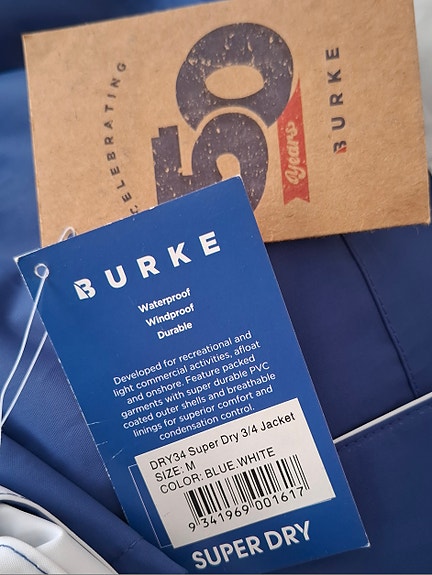 CELEBRATING
50
Years
BURKE
BURKE
Waterproof
Windproof
Durable
Developed for recreational and
light commercial activities, afloat
and onshore. Feature packed
garments with super durable PVC
coated outer shells and breathable
linings for superior comfort and
condensation control.
DRY34 Super Dry 3/4 Jacket
SIZE: M
COLOR: BLUE.WHITE
9 341969 001617
SUPER DRY